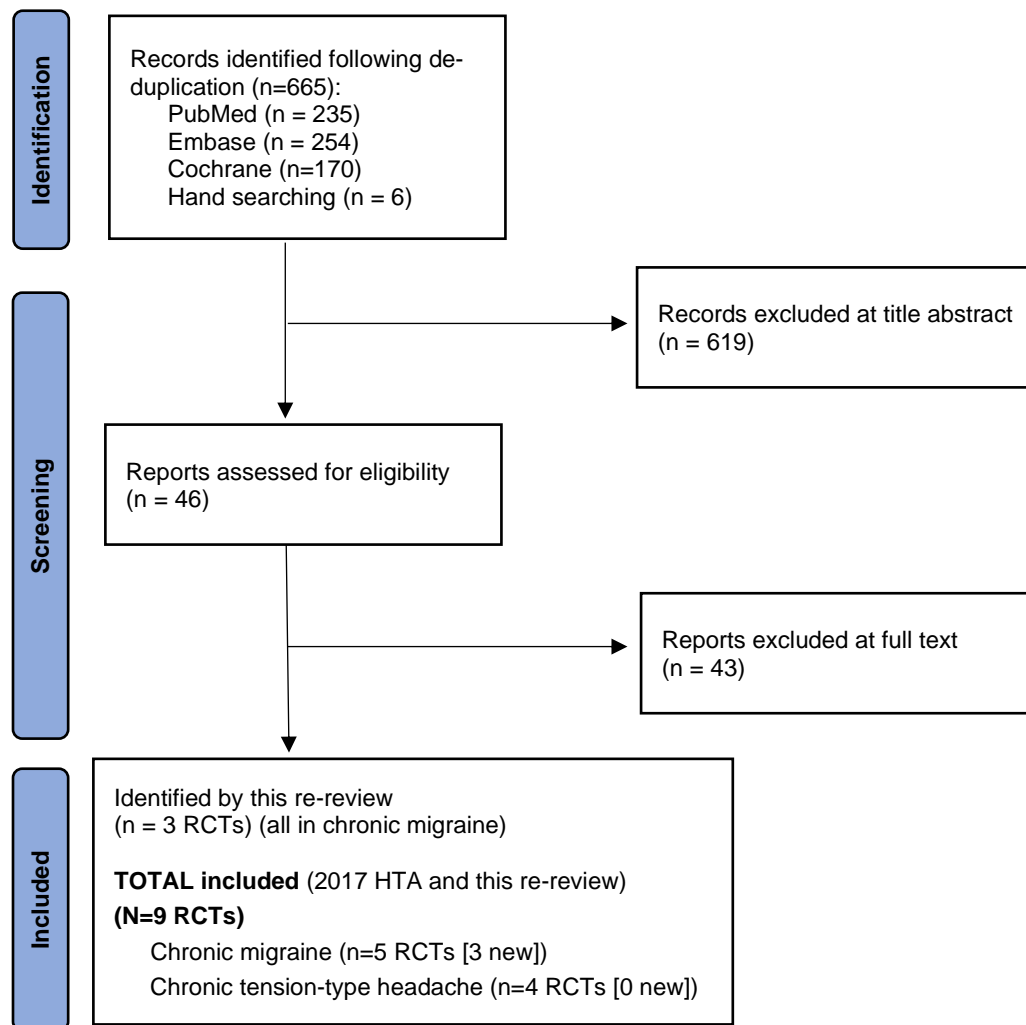 Identification
Records identified following de-
duplication (n=665):
PubMed (n = 235)
Embase (n = 254)
Cochrane (n=170)
Hand searching (n = 6)
Screening
Records excluded at title abstract
(n = 619)
Reports assessed for eligibility
(n = 46)
Reports excluded at full text
(n = 43)
Included
Identified by this re-review
(n = 3 RCTs) (all in chronic migraine)
TOTAL included (2017 HTA and this re-review)
(N=9 RCTs)
Chronic migraine (n=5 RCTs [3 new])
Chronic tension-type headache (n=4 RCTs [0 new])